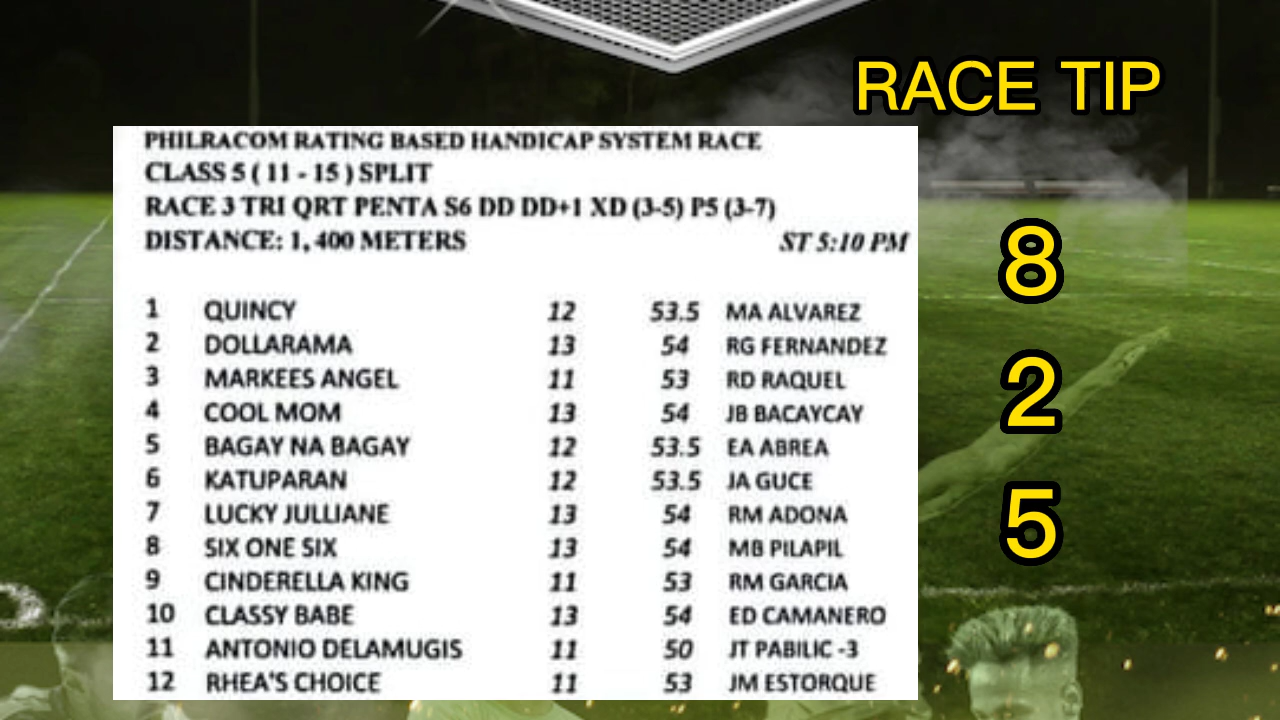 RACE TIP
PHILRACOM RATING BASED HANDICAP SYSTEM RACE
CLASS 5 ( 11 - 15 ) SPLIT
RACE 3 TRI QRT PENTA S6 DD DD+1 XD (3-5) P5 (3-7)
DISTANCE: 1, 400 METERS ST 5:10 PM
1 QUINCY 12 53.5 MA ALVAREZ
2 DOLLARAMA 13 54 RG FERNANDEZ
3 MARKEES ANGEL 11 53 RD RAQUEL
4 COOL MOM 13 54 JB BACAYCAY
5 BAGAY NA BAGAY 12 53.5 EA ABREA
6 KATUPARAN 12 53.5 JA GUCE
7 LUCKY JULLIANE 13 54 RM ADONA
8 SIX ONE SIX 13 54 MB PILAPIL
9 CINDERELLA KING 11 53 RM GARCIA
10 CLASSY BABE 13 54 ED CAMANERO
11 ANTONIO DELAMUGIS 11 50 JT PABILIC -3
12 RHEA'S CHOICE 11 53 JM ESTORQUE
8
2
5